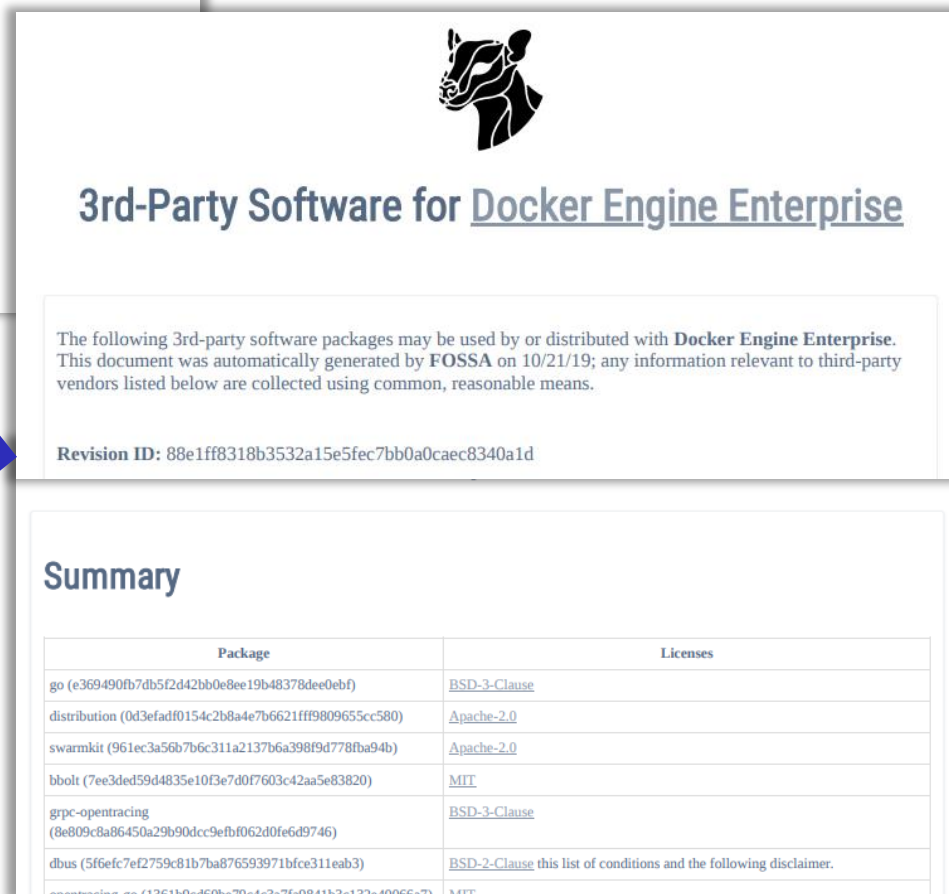 3rd-Party Software for Docker Engine Enterprise
The following 3rd-party software packages may be used by or distributed with Docker Engine Enterprise.
This document was automatically generated by FOSSA on 10/21/19; any information relevant to third-party
vendors listed below are collected using common, reasonable means.
Revision ID: 88e1ff8318b3532a15e5fec7bb0a0caec8340a1d
Summary
Package Licenses
go (e369490fb7db5f2d42bb0e8ee19b48378dee0ebf) BSD-3-Clause
distribution (0d3efadf0154c2b8a4e7b6621fff9809655cc580) Apache-2.0
swarmkit (961ec3a56b7b6c311a2137b6a398f9d778fba94b) Apache-2.0
bbolt (7ee3ded59d4835e10f3e7d0f7603c42aa5e83820) MIT
grpc-opentracing BSD-3-Clause
(8e809c8a86450a29b90dcc9efbf062d0fe6d9746)
dbus (5f6efc7ef2759c81b7ba876593971bfce311eab3) BSD-2-Clause this list of conditions and the following disclaimer.
MIT